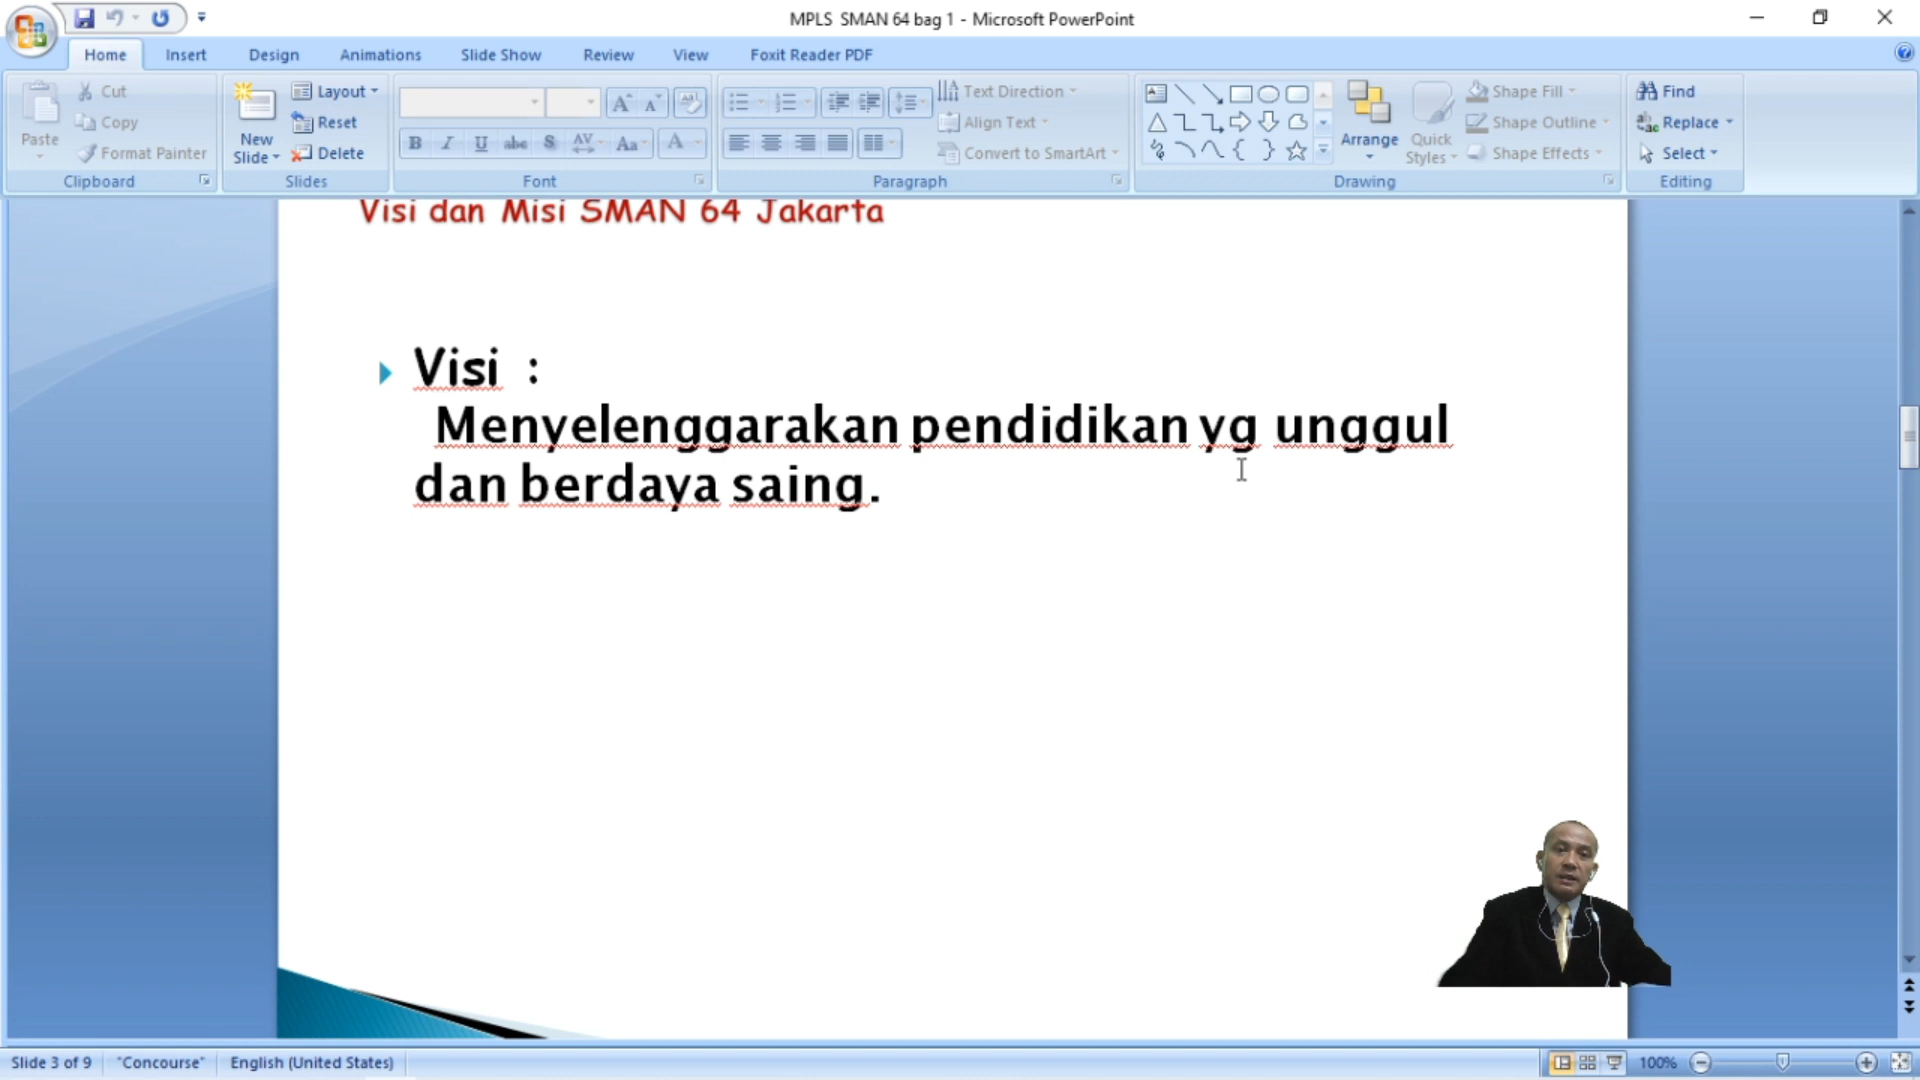 MPLS SMAN 64 bag 1 - Microsoft PowerPoint
Home Insert Design Animations Slide Show Review View Foxit Reader PDF
Paste
Cut
Copy
Format Painter
Clipboard
New
Slide
Layout
Reset
Delete
Slides
B I U abc S AV Aa A
Font
Text Direction
Align Text
Convert to SmartArt
Paragraph
Arrange
Quick
Styles
Shape Fill
Shape Outline
Shape Effects
Drawing
Find
Replace
Select
Editing
Visi dan Misi SMAN 64 Jakarta
Visi :
Menyelenggarakan pendidikan yg unggul
dan berdaya saing.
Slide 3 of 9 "Concourse" English (United States) 100%